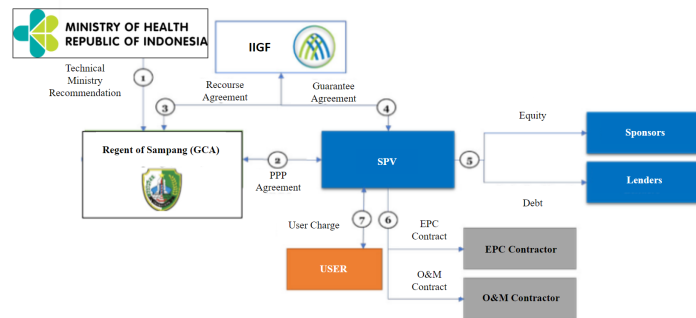 MINISTRY OF HEALTH
REPUBLIC OF INDONESIA
IIGF
Technical
Ministry
Recommendation
1
Recourse
Agreement
Guarantee
Agreement
3
4
Equity
Sponsors
Regent of Sampang (GCA)
2
PPP
Agreement
SPV
5
Lenders
Debt
User Charge
7
6
EPC
Contract
EPC Contractor
USER
O&M
Contract
O&M Contractor